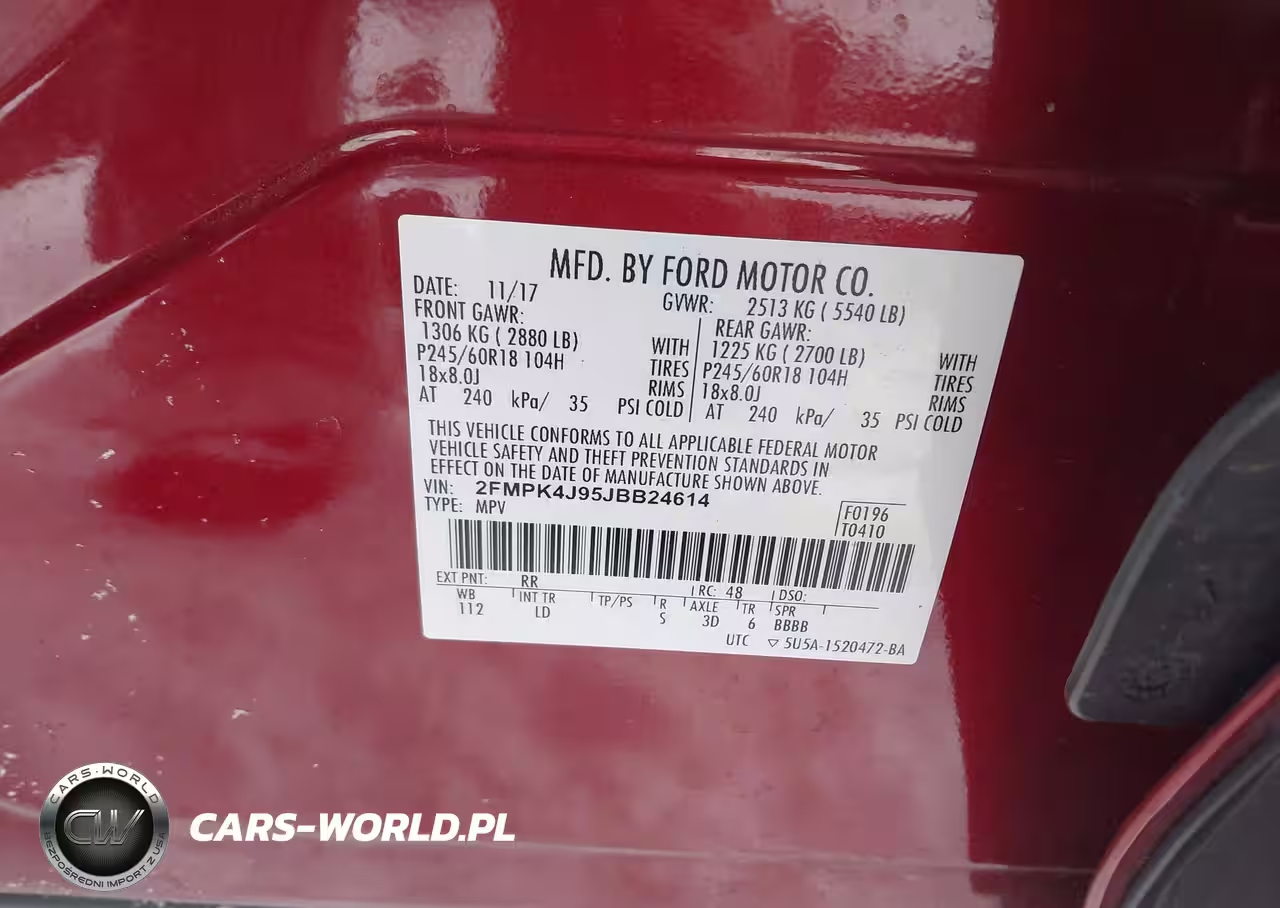 MFD. BY FORD MOTOR CO.
DATE: 11/17 GVWR: 2513 KG ( 5540 LB)
FRONT GAWR: REAR GAWR:
1306 KG ( 2880 LB) WITH 1225 KG ( 2700 LB) WITH
P245/60R18 104H TIRES P245/60R18 104H TIRES
18x8.0J RIMS 18x8.0J RIMS
AT 240 kPa/ 35 PSI COLD AT 240 kPa/ 35 PSI COLD
THIS VEHICLE CONFORMS TO ALL APPLICABLE FEDERAL MOTOR
VEHICLE SAFETY AND THEFT PREVENTION STANDARDS IN
EFFECT ON THE DATE OF MANUFACTURE SHOWN ABOVE.
VIN: 2FMPK4J95JBB24614
TYPE: MPV
F0196
T0410
EXT PNT: RR RC: 48 DSO:
WB INT TR TP/PS R AXLE TR SPR
112 LD S 3D 6 BBBB
UTC ▽ 5U5A-1520472-BA
CARS-WORLD
CW
BEZPOŚREDNI IMPORT Z USA
CARS-WORLD.PL